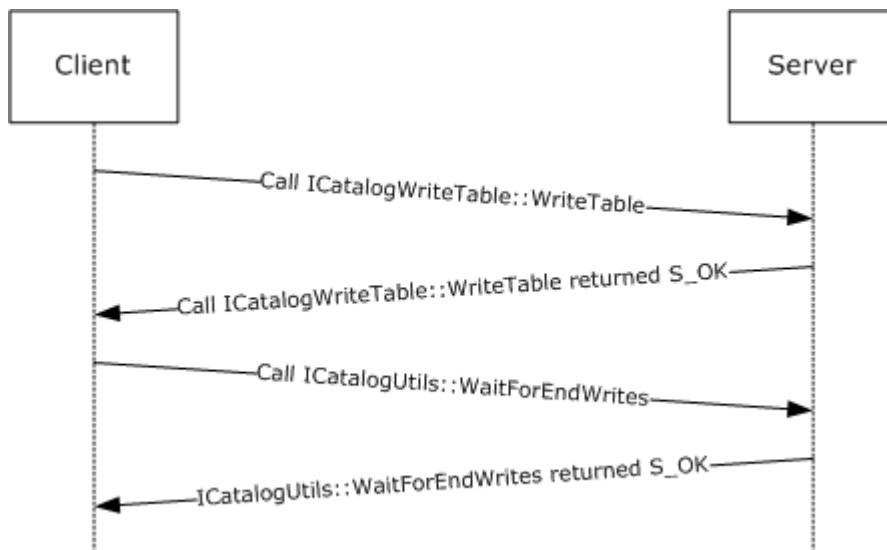 Client
Server
Call ICatalogWriteTable::WriteTable
Call ICatalogWriteTable::WriteTable returned S_OK
Call ICatalogUtils::WaitForEndWrites
ICatalogUtils::WaitForEndWrites returned S_OK